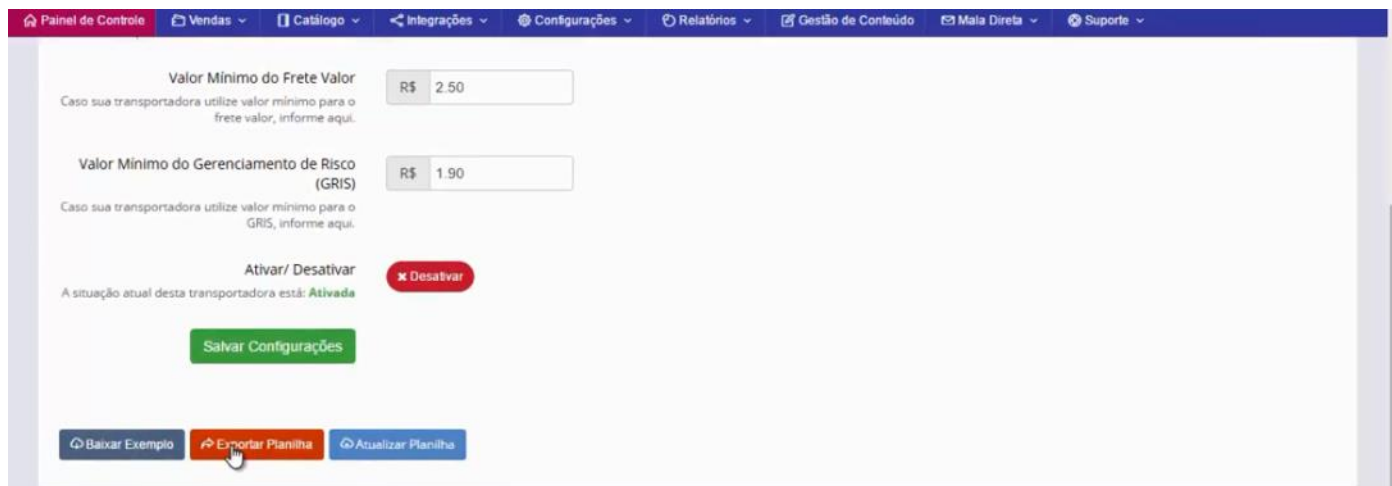 Painel de Controle Vendas Catálogo Integrações Configurações Relatórios Gestão de Conteúdo Mala Direta Suporte
Valor Mínimo do Frete Valor
R$ 2.50
Caso sua transportadora utilize valor mínimo para o
frete valor, informe aqui.
Valor Mínimo do Gerenciamento de Risco
(GRIS)
R$ 1.90
Caso sua transportadora utilize valor mínimo para o
GRIS, informe aqui.
Ativar/ Desativar
Desativar
A situação atual desta transportadora está: Ativada
Salvar Configurações
Baixar Exemplo Exportar Planilha Atualizar Planilha